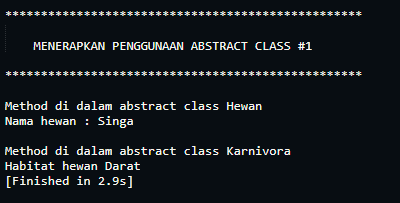 **************************************************
MENERAPKAN PENGGUNAAN ABSTRACT CLASS #1
**************************************************
Method di dalam abstract class Hewan
Nama hewan : Singa
Method di dalam abstract class Karnivora
Habitat hewan Darat
[Finished in 2.9s]